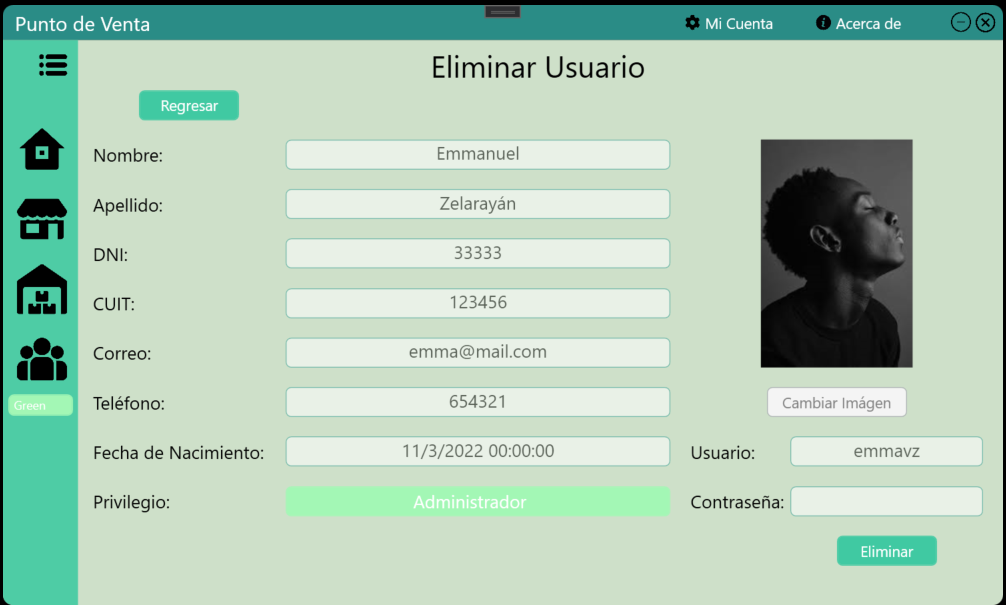 Punto de Venta
Mi Cuenta
Acerca de
Eliminar Usuario
Regresar
Nombre: Emmanuel
Apellido: Zelarayán
DNI: 33333
CUIT: 123456
Correo: emma@mail.com
Green
Teléfono: 654321
Cambiar Imágen
Fecha de Nacimiento: 11/3/2022 00:00:00
Usuario: emmavz
Privilegio: Administrador
Contraseña:
Eliminar